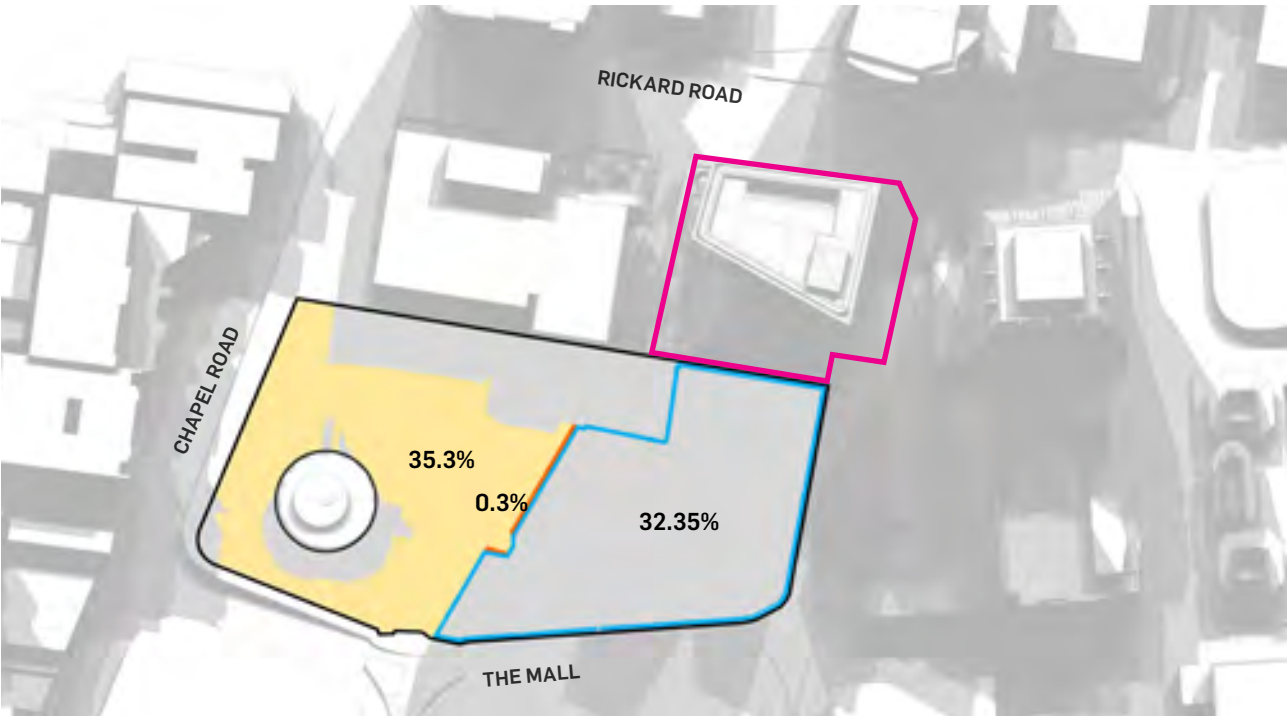 RICKARD ROAD
CHAPEL ROAD
35.3%
0.3%
32.35%
THE MALL